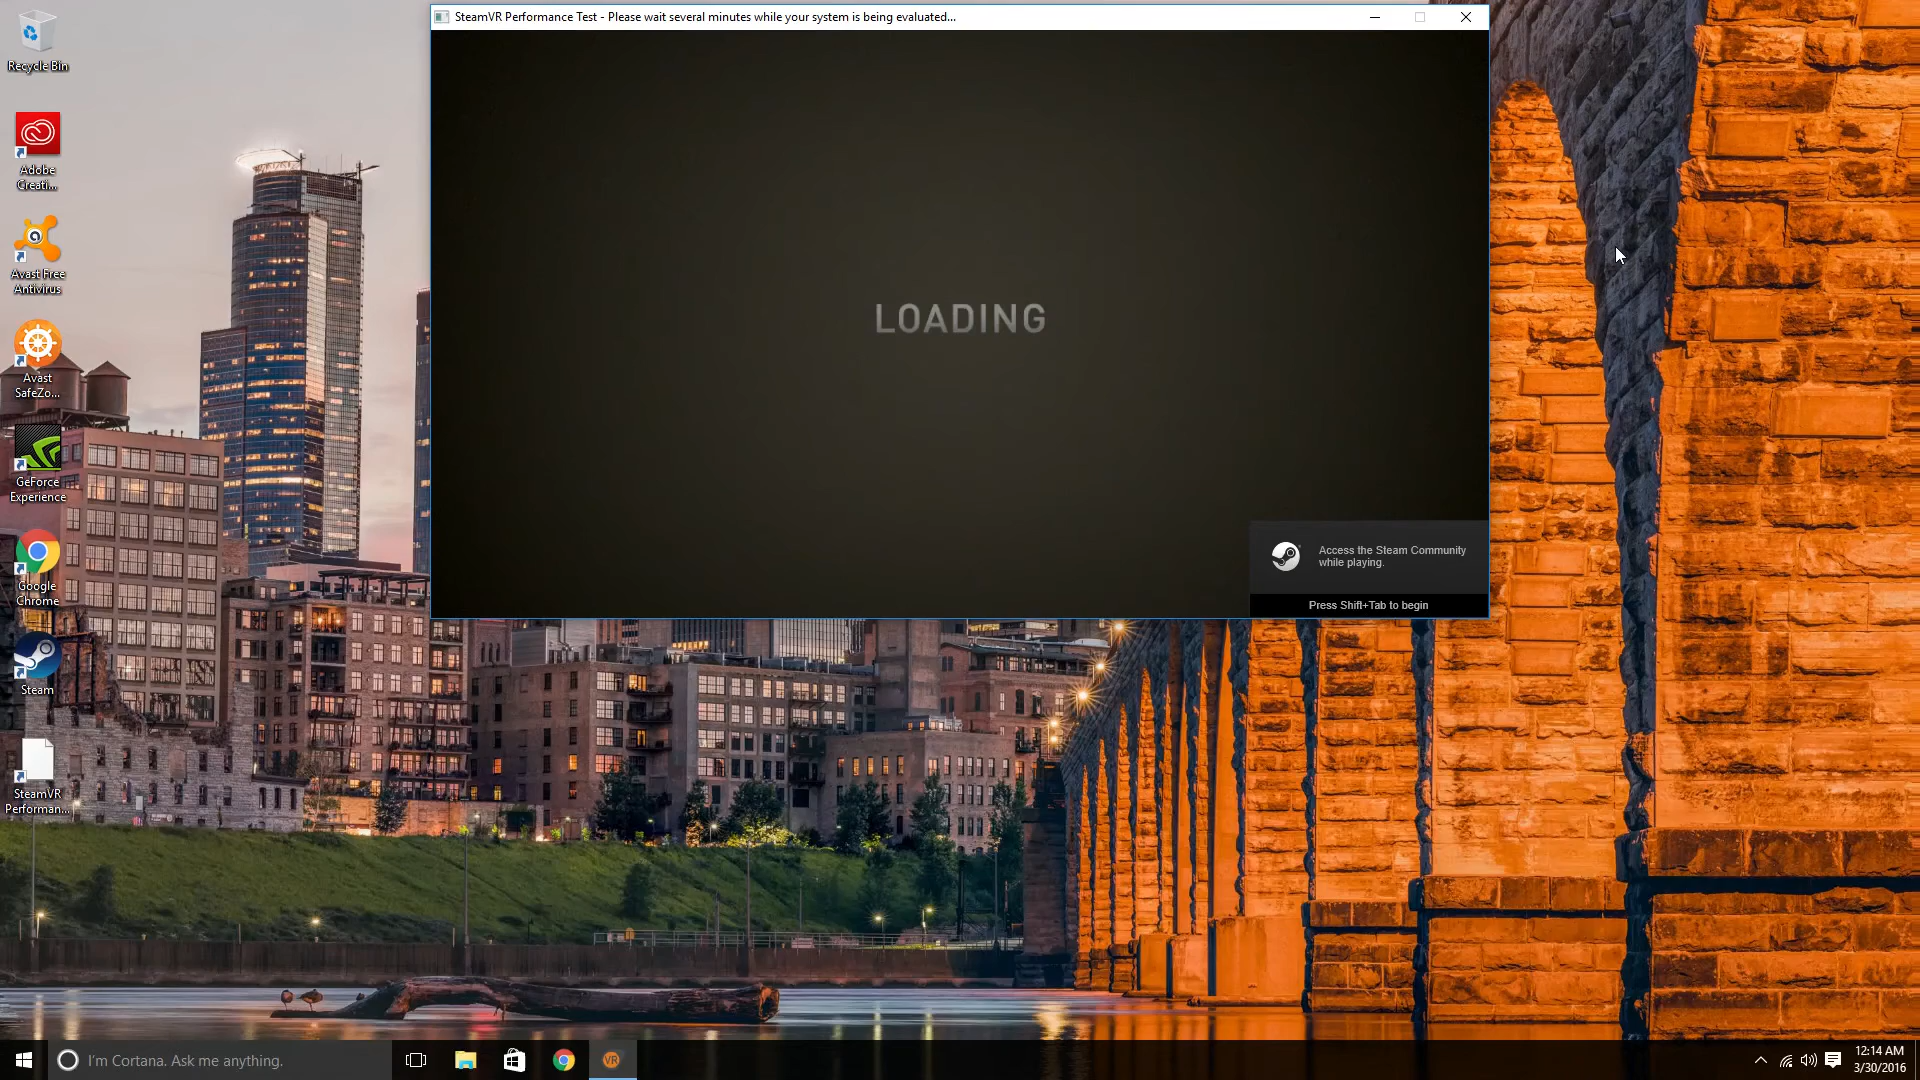 SteamVR Performance Test - Please wait several minutes while your system is being evaluated...
Recycle Bin
Adobe
Creati...
Avast Free
Antivirus
Avast
SafeZo...
GeForce
Experience
Google
Chrome
Steam
SteamVR
Performan...
LOADING
Access the Steam Community
while playing.
Press Shift+Tab to begin
I'm Cortana. Ask me anything.
VR
12:14 AM
3/30/2016